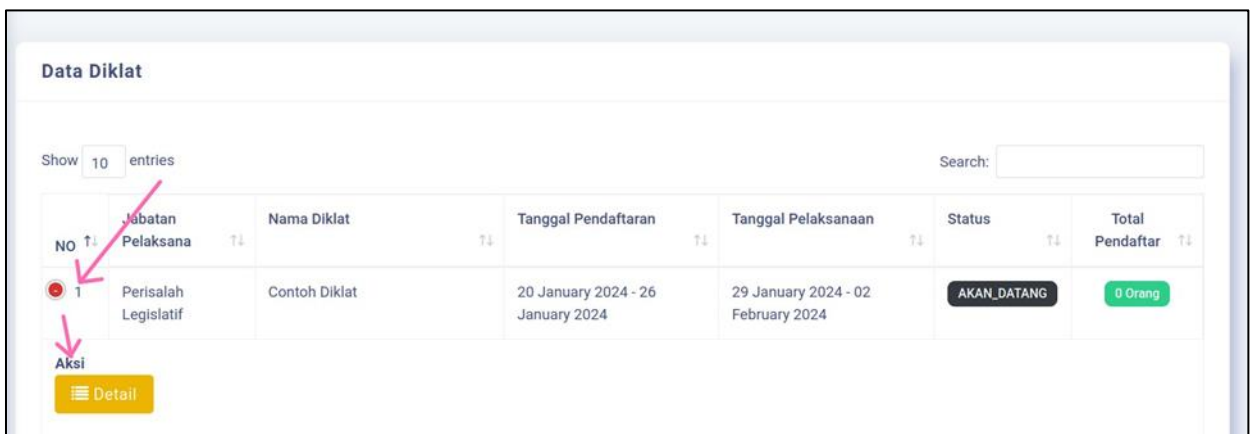 Data Diklat
Show 10 entries
Search:
NO
Jabatan
Pelaksana
Nama Diklat
Tanggal Pendaftaran
Tanggal Pelaksanaan
Status
Total
Pendaftar
- 1
Perisalah
Legislatif
Contoh Diklat
20 January 2024 - 26
January 2024
29 January 2024 - 02
February 2024
AKAN_DATANG
0 Orang
Aksi
Detail